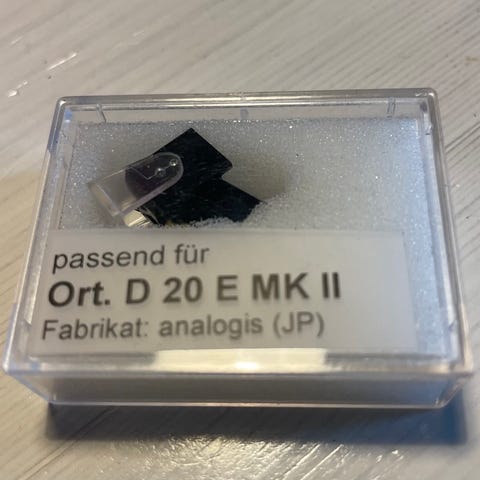 passend für
Ort. D 20 E MK II
Fabrikat: analogis (JP)